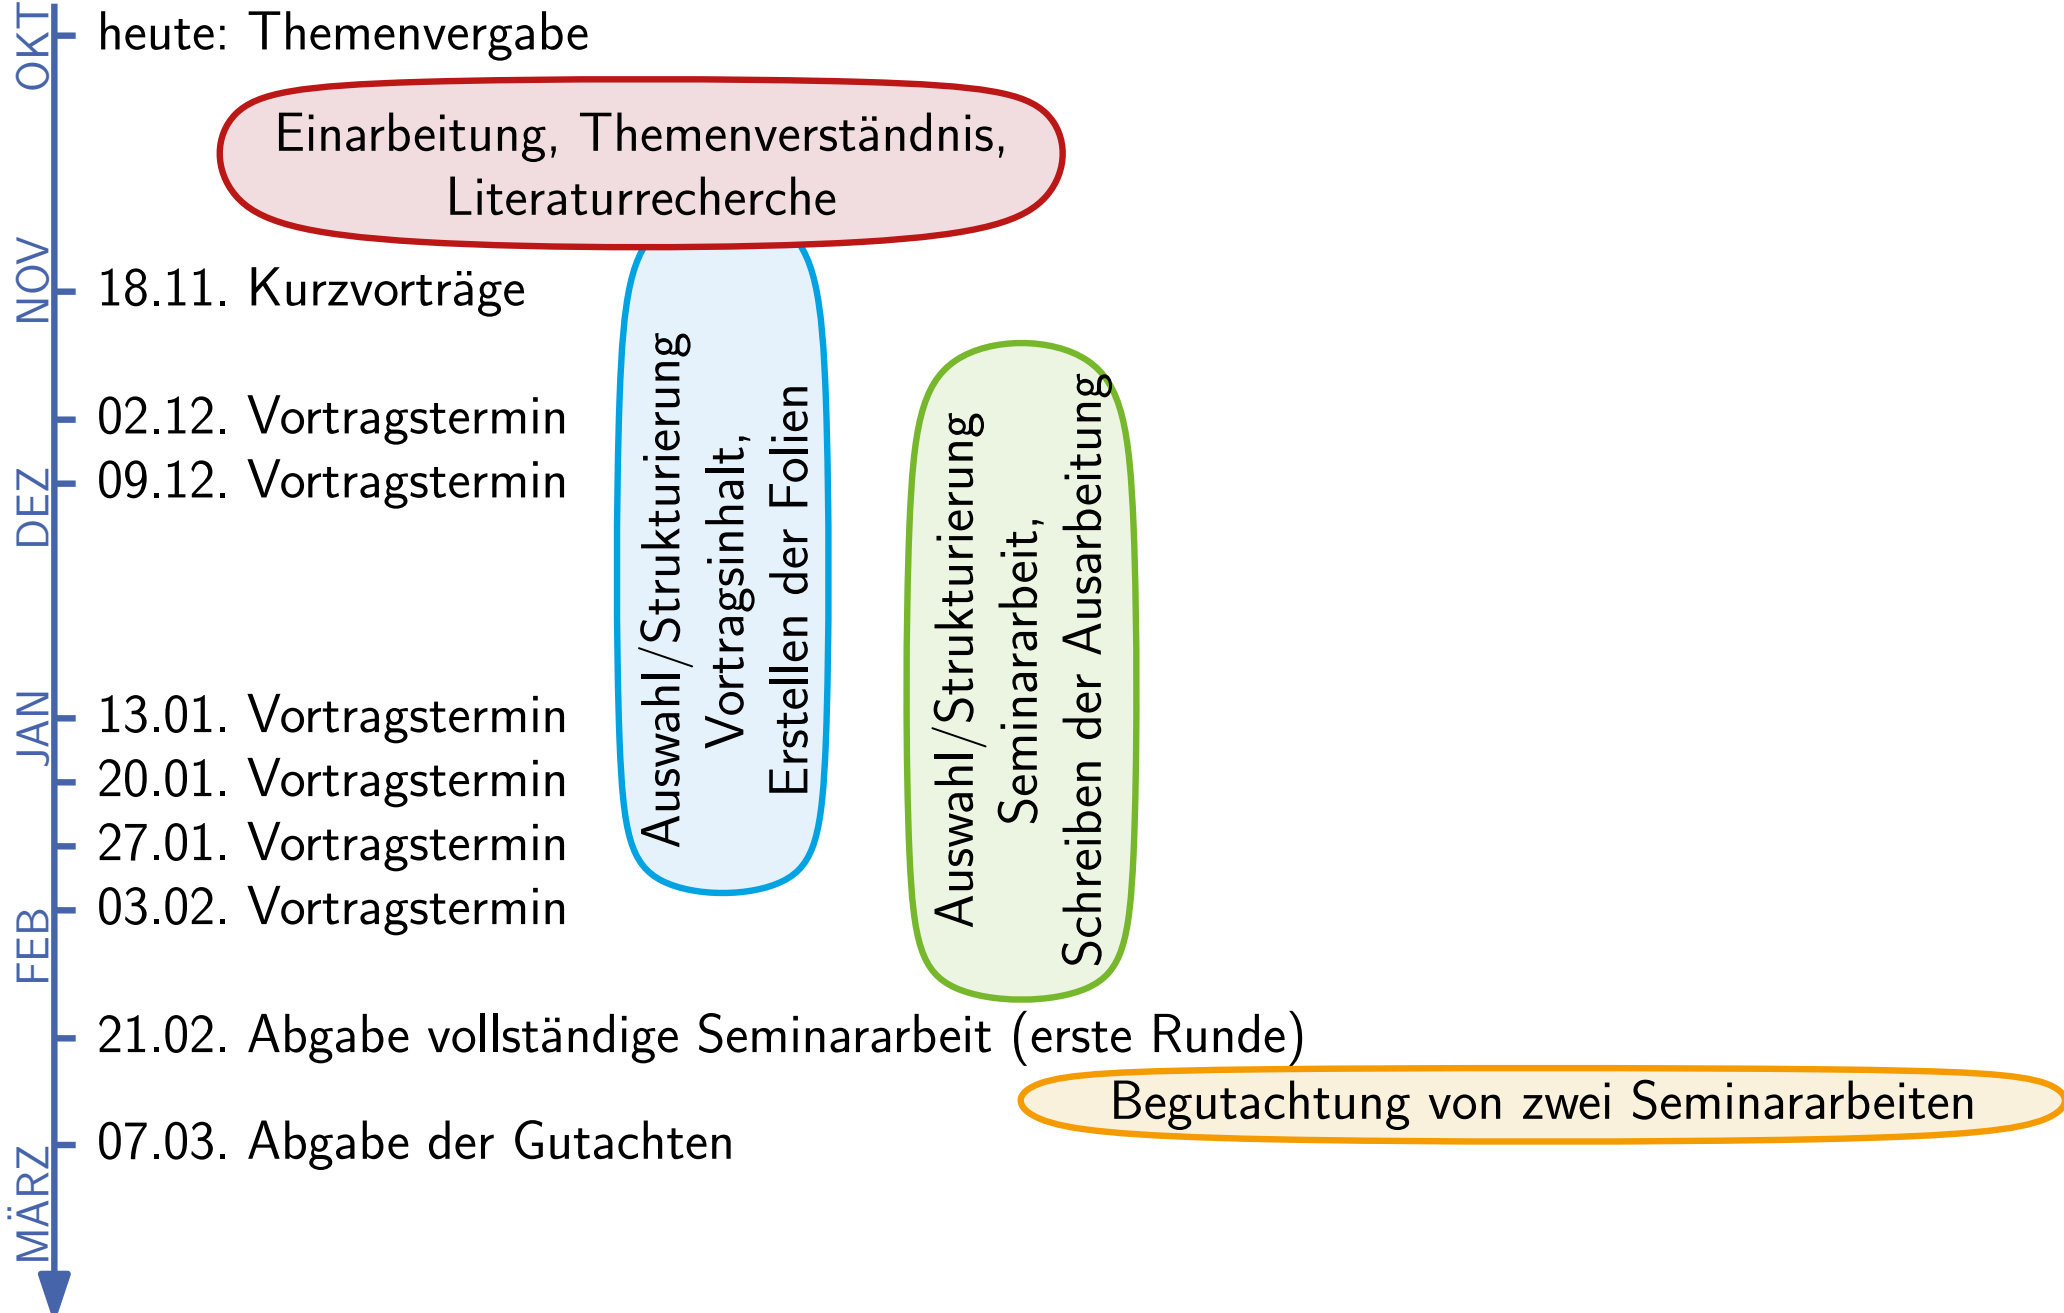 OKT
heute: Themenvergabe
Einarbeitung, Themenverständnis,
Literaturrecherche
NOV
18.11. Kurzvorträge
Auswahl/Strukturierung
Vortragsinhalt,
Erstellen der Folien
Auswahl/Strukturierung
Seminararbeit,
Schreiben der Ausarbeitung
02.12. Vortragstermin
DEZ
09.12. Vortragstermin
JAN
13.01. Vortragstermin
20.01. Vortragstermin
27.01. Vortragstermin
FEB
03.02. Vortragstermin
21.02. Abgabe vollständige Seminararbeit (erste Runde)
Begutachtung von zwei Seminararbeiten
07.03. Abgabe der Gutachten
MÄRZ